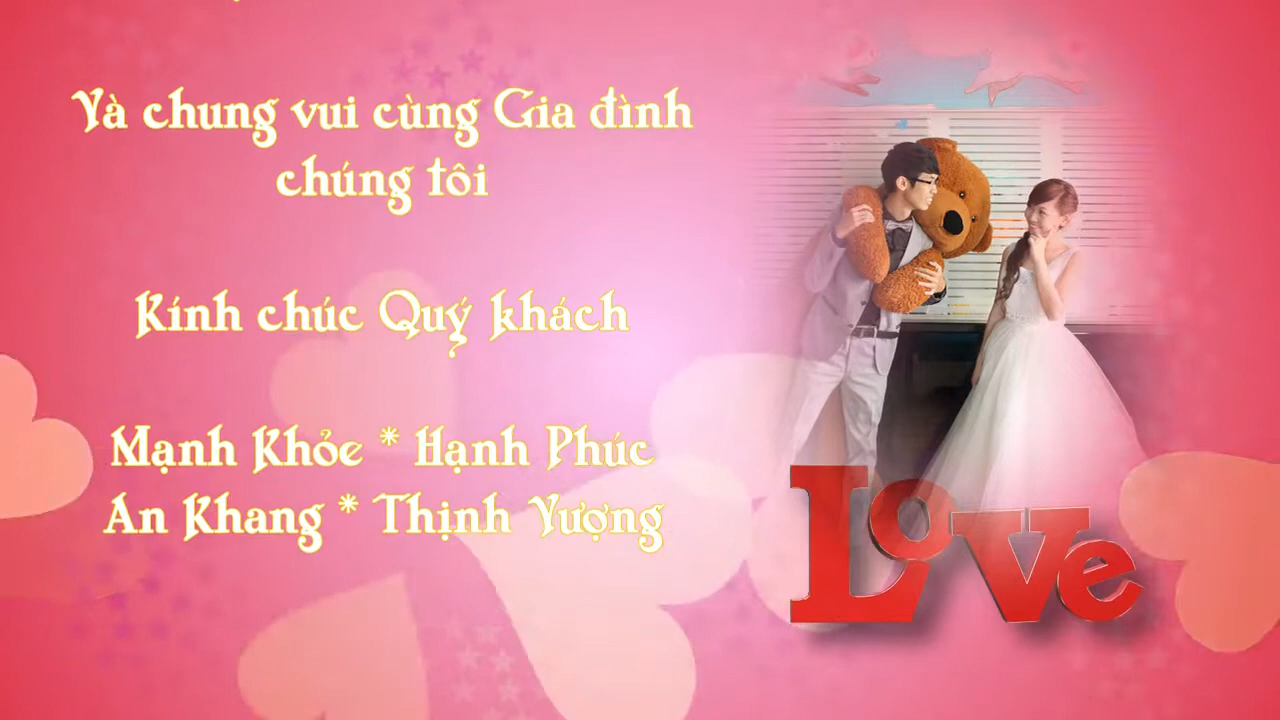 Và chung vui cùng Gia đình
chúng tôi
Kính chúc Quý khách
Mạnh Khỏe * Hạnh Phúc
An Khang * Thịnh Vượng
Love